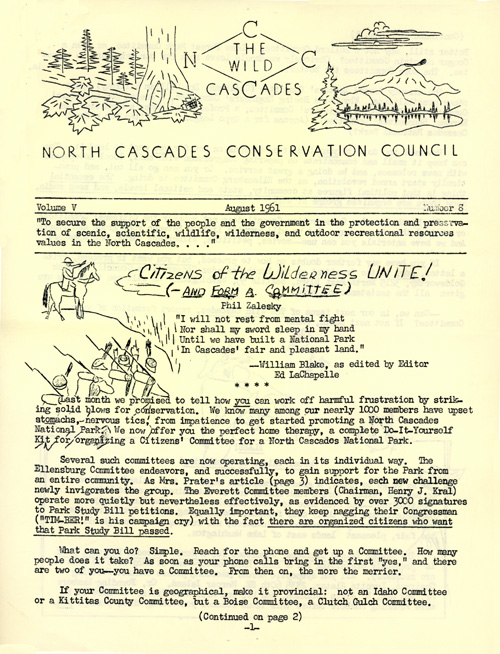 C
THE
N WILD C
CASCADES
NORTH CASCADES CONSERVATION COUNCIL
Volume V August 1961 Number 8
"To secure the support of the people and the government in the protection and preserva-
tion of scenic, scientific, wildlife, wilderness, and outdoor recreational resources
values in the North Cascades. . . ."
Citizens of the Wilderness UNITE!
(—AND FORM A COMMITTEE)
Phil Zalesky
"I will not rest from mental fight
Nor shall my sword sleep in my hand
Until we have built a National Park
"In Cascades' fair and pleasant land."
—William Blake, as edited by Editor
Ed LaChapelle
* * * *
Last month we promised to tell how you can work off harmful frustration by strik-
ing solid blows for conservation. We know many among our nearly 1000 members have upset
stomachs, nervous tics, from impatience to get started promoting a North Cascades
National Park. We now offer you the perfect home therapy, a complete Do-It-Yourself
Kit for organizing a Citizens' Committee for a North Cascades National Park.
Several such committees are now operating, each in its individual way. The
Ellensburg Committee endeavors, and successfully, to gain support for the Park from
an entire community. As Mrs. Prater's article (page 3) indicates, each new challenge
newly invigorates the group. The Everett Committee members (Chairman, Henry J. Kral)
operate more quietly but nevertheless effectively, as evidenced by over 3000 signatures
to Park Study Bill petitions. Equally important, they keep nagging their Congressman
("TIM-BER!" is his campaign cry) with the fact there are organized citizens who want
that Park Study Bill passed.
What can you do? Simple. Reach for the phone and get up a Committee. How many
people does it take? As soon as your phone calls bring in the first "yes," and there
are two of you—you have a Committee. From then on, the more the merrier.
If your Committee is geographical, make it provincial: not an Idaho Committee
or a Kittitas County Committee, but a Boise Committee, a Clutch Gulch Committee.
(Continued on page 2)
-1-